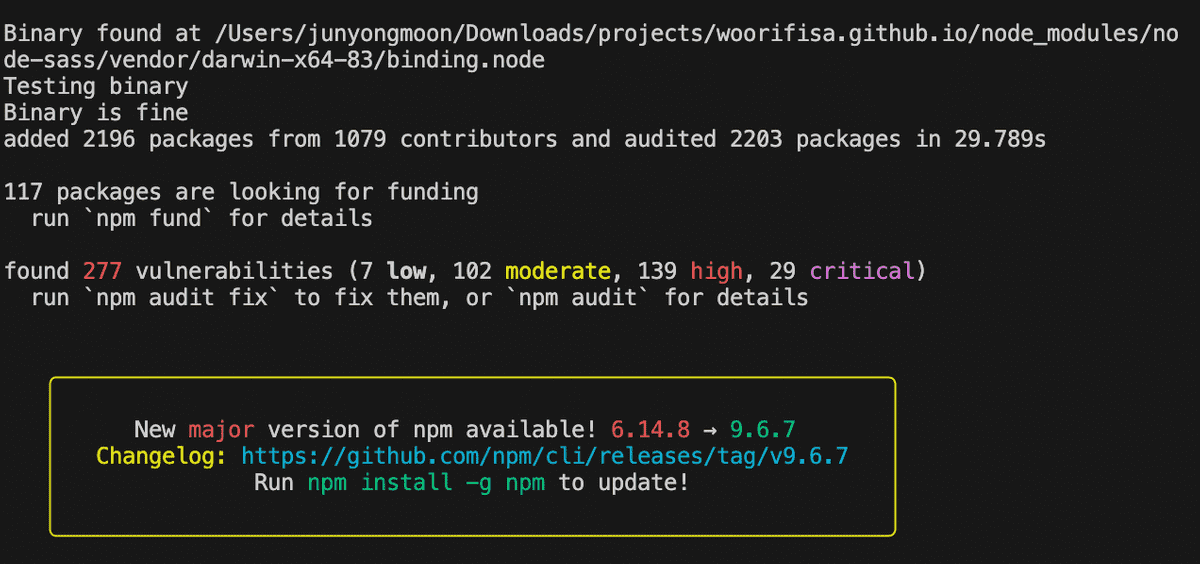 Binary found at /Users/junyongmoon/Downloads/projects/woorifisa.github.io/node_modules/no
de-sass/vendor/darwin-x64-83/binding.node
Testing binary
Binary is fine
added 2196 packages from 1079 contributors and audited 2203 packages in 29.789s
117 packages are looking for funding
  run `npm fund` for details
found 277 vulnerabilities (7 low, 102 moderate, 139 high, 29 critical)
  run `npm audit fix` to fix them, or `npm audit` for details
New major version of npm available! 6.14.8 → 9.6.7
Changelog: https://github.com/npm/cli/releases/tag/v9.6.7
Run npm install -g npm to update!